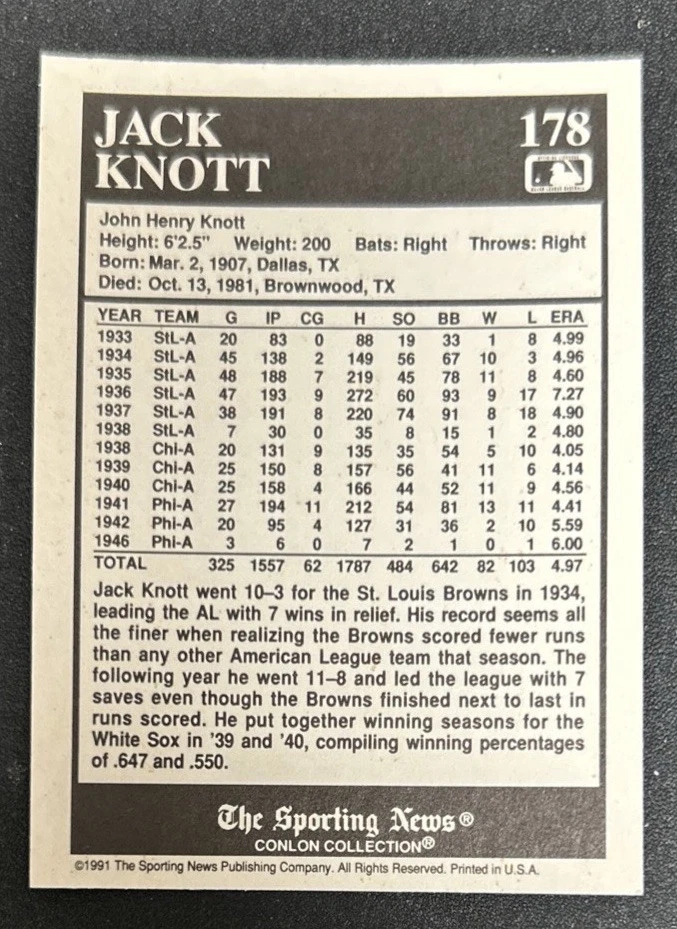 JACK
KNOTT
178
John Henry Knott
Height: 6'2.5" Weight: 200 Bats: Right Throws: Right
Born: Mar. 2, 1907, Dallas, TX
Died: Oct. 13, 1981, Brownwood, TX
YEAR TEAM G IP CG H SO BB W L ERA
1933 StL-A 20 83 0 88 19 33 1 8 4.99
1934 StL-A 45 138 2 149 56 67 10 3 4.96
1935 StL-A 48 188 7 219 45 78 11 8 4.60
1936 StL-A 47 193 9 272 60 93 9 17 7.27
1937 StL-A 38 191 8 220 74 91 8 18 4.90
1938 StL-A 7 30 0 35 8 15 1 2 4.80
1938 Chi-A 20 131 9 135 35 54 5 10 4.05
1939 Chi-A 25 150 8 157 56 41 11 6 4.14
1940 Chi-A 25 158 4 166 44 52 11 9 4.56
1941 Phi-A 27 194 11 212 54 81 13 11 4.41
1942 Phi-A 20 95 4 127 31 36 2 10 5.59
1946 Phi-A 3 6 0 7 2 1 0 1 6.00
TOTAL 325 1557 62 1787 484 642 82 103 4.97
Jack Knott went 10–3 for the St. Louis Browns in 1934,
leading the AL with 7 wins in relief. His record seems all
the finer when realizing the Browns scored fewer runs
than any other American League team that season. The
following year he went 11–8 and led the league with 7
saves even though the Browns finished next to last in
runs scored. He put together winning seasons for the
White Sox in '39 and '40, compiling winning percentages
of .647 and .550.
The Sporting News®
CONLON COLLECTION®
©1991 The Sporting News Publishing Company. All Rights Reserved. Printed in U.S.A.